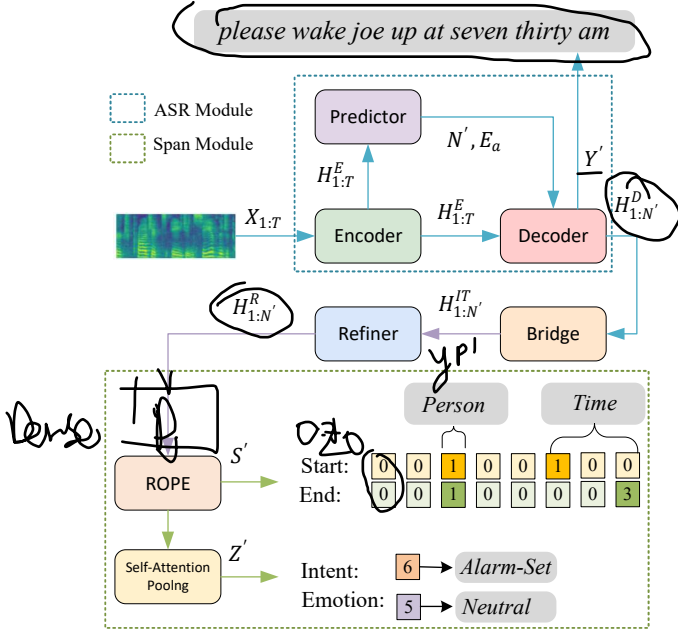 please wake joe up at seven thirty am
ASR Module
Span Module
Predictor
N', E_a
Y'
H^E_{1:T}
X_{1:T}
Encoder
H^E_{1:T}
Decoder
H^D_{1:N'}
H^R_{1:N'}
Refiner
H^{IT}_{1:N'}
Bridge
yp'
Person
Time
ROPE
S'
Start: 0 0 1 0 0 1 0 0
End: 0 0 1 0 0 0 0 3
Self-Attention
Poolng
Z'
Intent: 6 Alarm-Set
Emotion: 5 Neutral